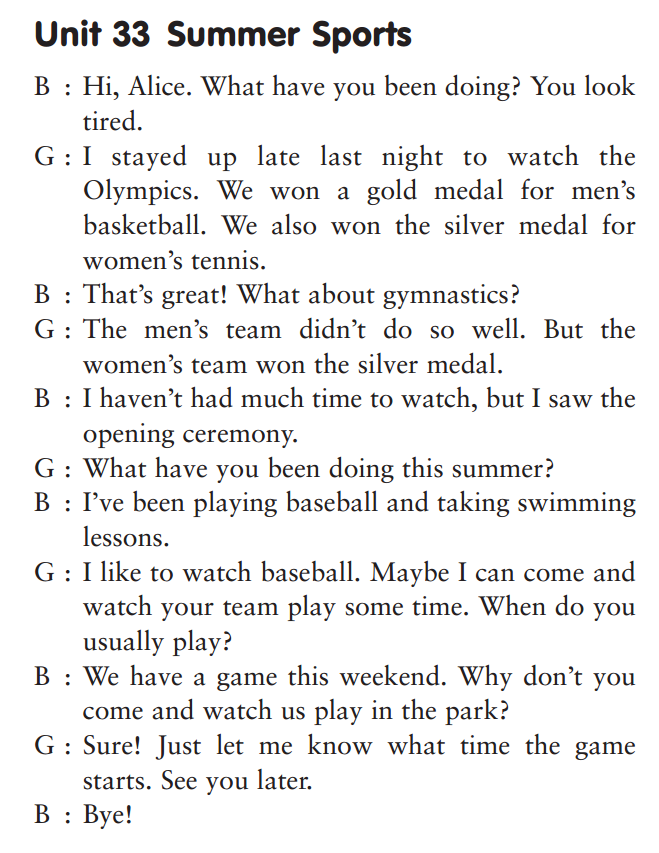 Unit 33 Summer Sports
B : Hi, Alice. What have you been doing? You look
tired.
G : I stayed up late last night to watch the
Olympics. We won a gold medal for men’s
basketball. We also won the silver medal for
women’s tennis.
B : That’s great! What about gymnastics?
G : The men’s team didn’t do so well. But the
women’s team won the silver medal.
B : I haven’t had much time to watch, but I saw the
opening ceremony.
G : What have you been doing this summer?
B : I’ve been playing baseball and taking swimming
lessons.
G : I like to watch baseball. Maybe I can come and
watch your team play some time. When do you
usually play?
B : We have a game this weekend. Why don’t you
come and watch us play in the park?
G : Sure! Just let me know what time the game
starts. See you later.
B : Bye!